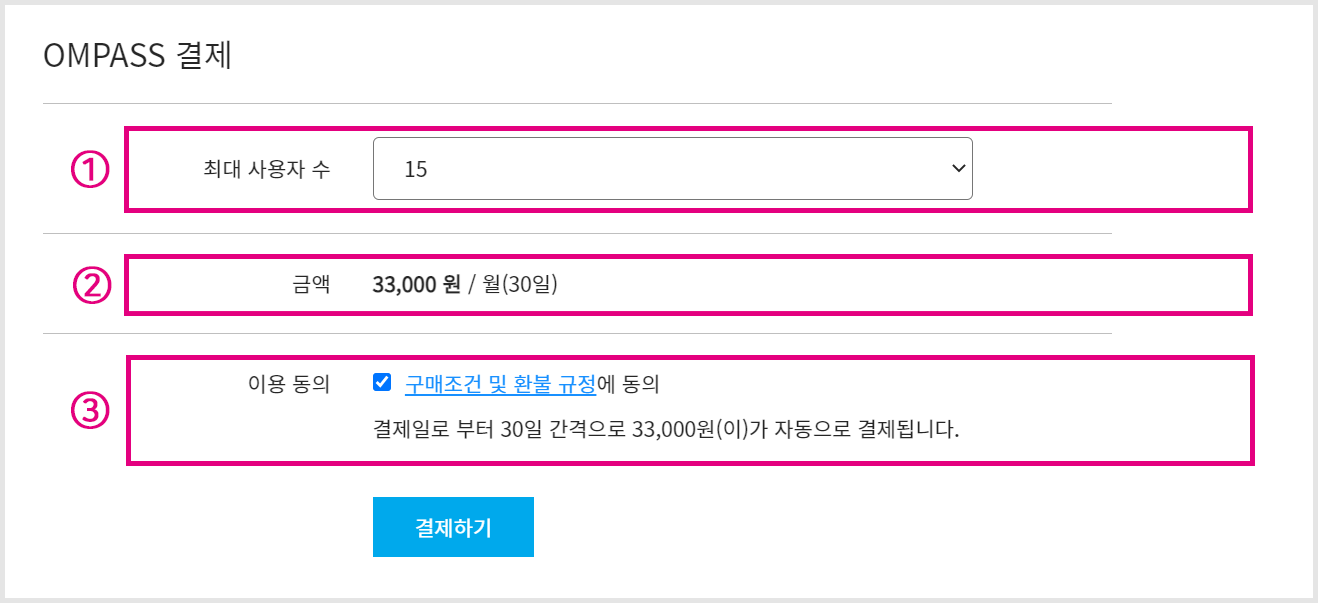 OMPASS 결제
① 최대 사용자 수 15
② 금액 33,000 원 / 월(30일)
③ 이용 동의 구매조건 및 환불 규정에 동의
결제일로 부터 30일 간격으로 33,000원(이)가 자동으로 결제됩니다.
결제하기